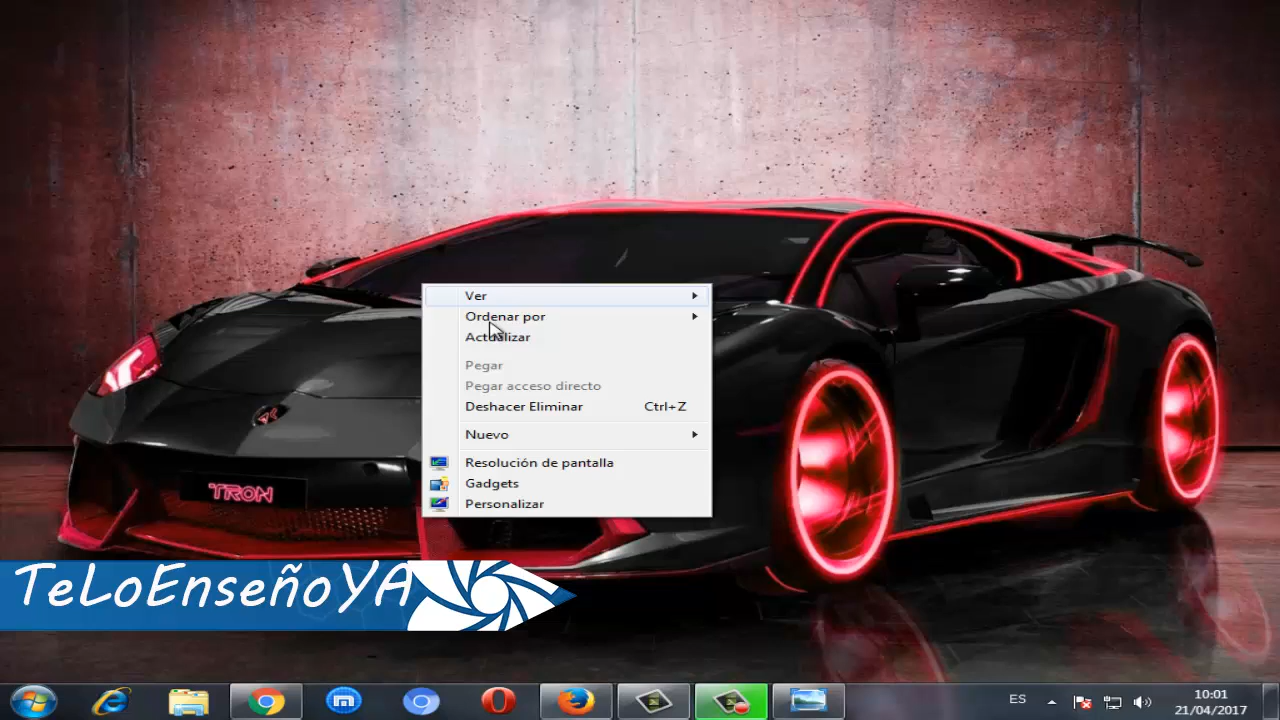 Ver
Ordenar por
Actualizar
Pegar
Pegar acceso directo
Deshacer Eliminar Ctrl+Z
Nuevo
Resolución de pantalla
Gadgets
Personalizar
TRON
TeLoEnseñoYA
ES
10:01
21/04/2017